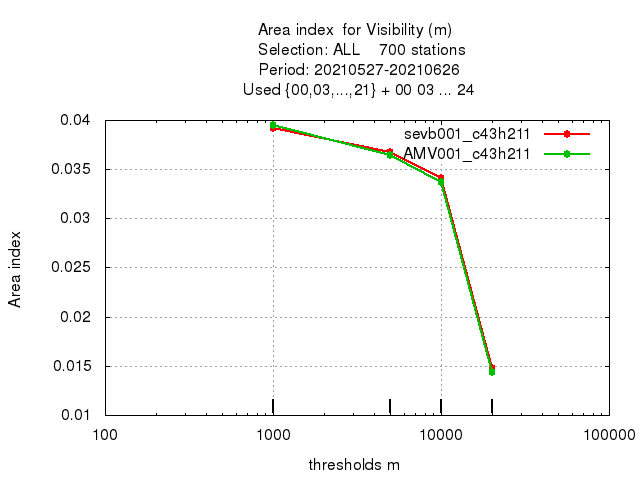 Area index  for Visibility (m)
Selection: ALL    700 stations
Period: 20210527-20210626
Used {00,03,...,21} + 00 03 ... 24
sevb001_c43h211
AMV001_c43h211
0.04
0.035
0.03
0.025
0.02
0.015
0.01
Area index
100
1000
10000
100000
thresholds m